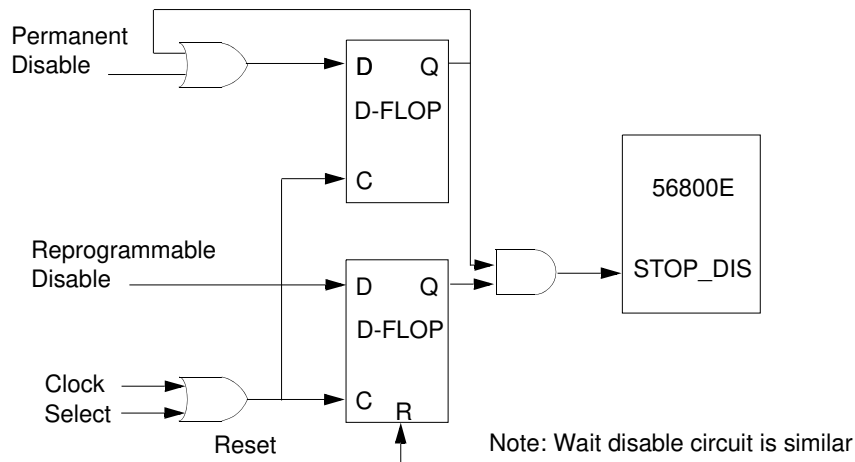 Permanent
Disable
D Q
D-FLOP
C
56800E
STOP_DIS
Reprogrammable
Disable
D Q
D-FLOP
C
R
Clock
Select
Reset
Note: Wait disable circuit is similar